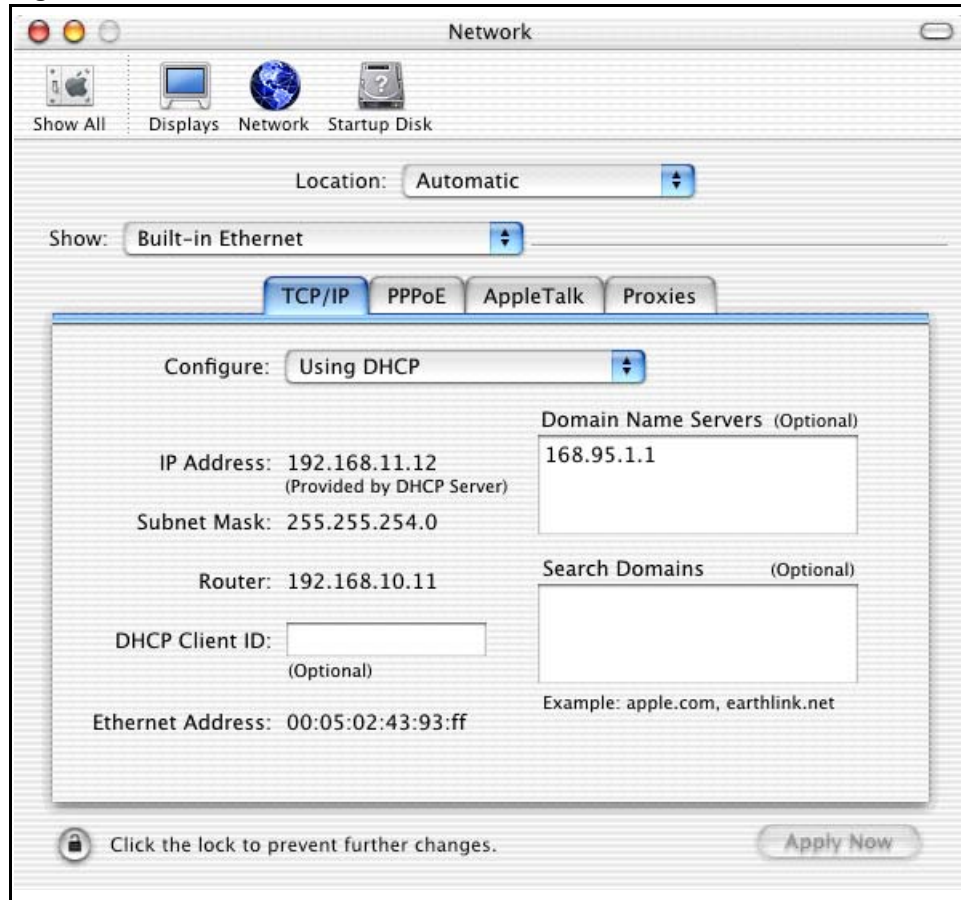 Network
Show All
Displays
Network
Startup Disk
Location: Automatic
Show: Built-in Ethernet
TCP/IP
PPPoE
AppleTalk
Proxies
Configure: Using DHCP
Domain Name Servers (Optional)
168.95.1.1
IP Address: 192.168.11.12
(Provided by DHCP Server)
Subnet Mask: 255.255.254.0
Router: 192.168.10.11
Search Domains (Optional)
DHCP Client ID:
(Optional)
Example: apple.com, earthlink.net
Ethernet Address: 00:05:02:43:93:ff
Click the lock to prevent further changes.
Apply Now